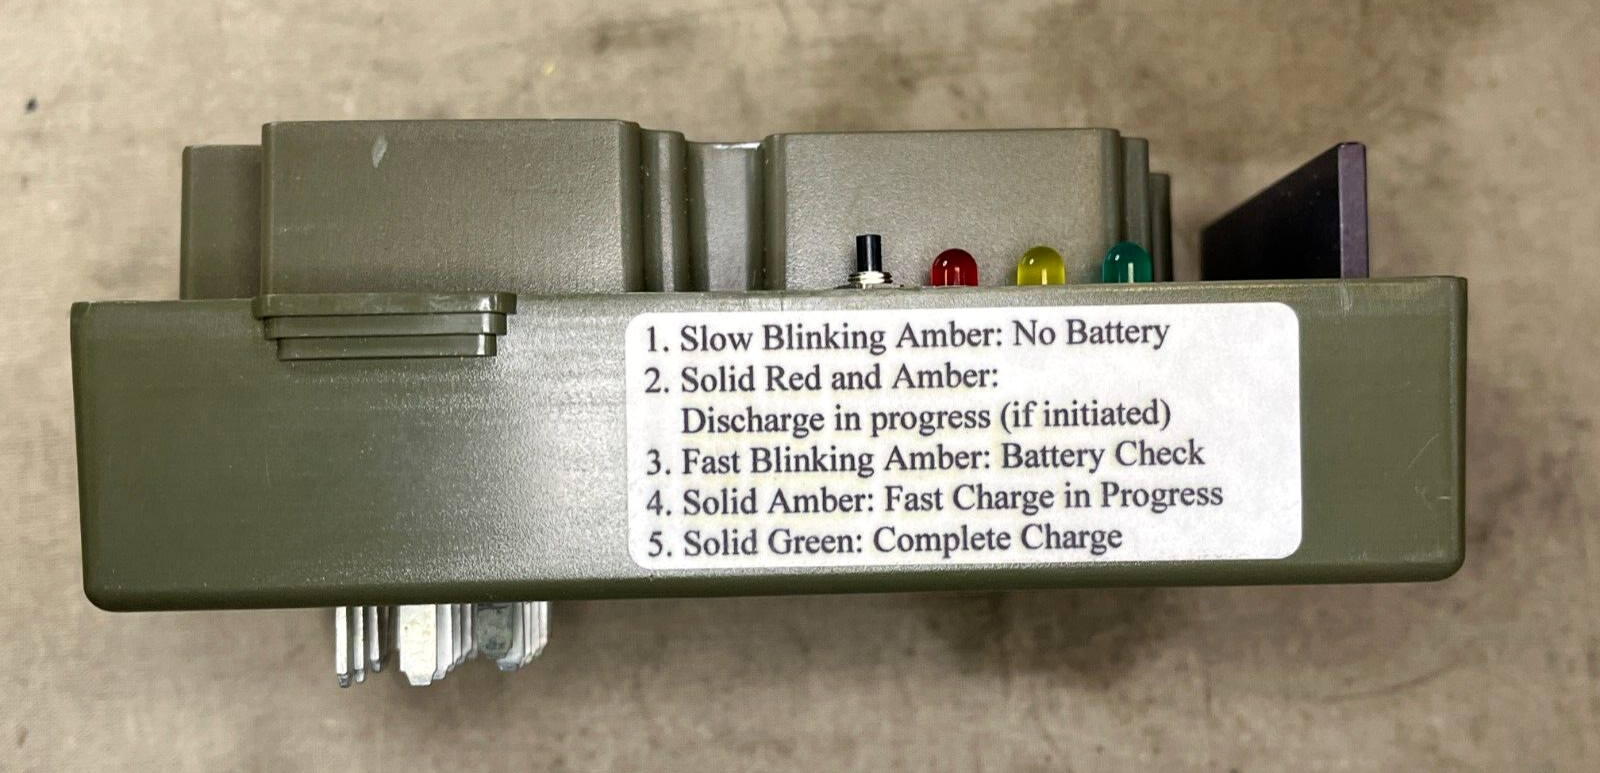 1. Slow Blinking Amber: No Battery
2. Solid Red and Amber:
Discharge in progress (if initiated)
3. Fast Blinking Amber: Battery Check
4. Solid Amber: Fast Charge in Progress
5. Solid Green: Complete Charge